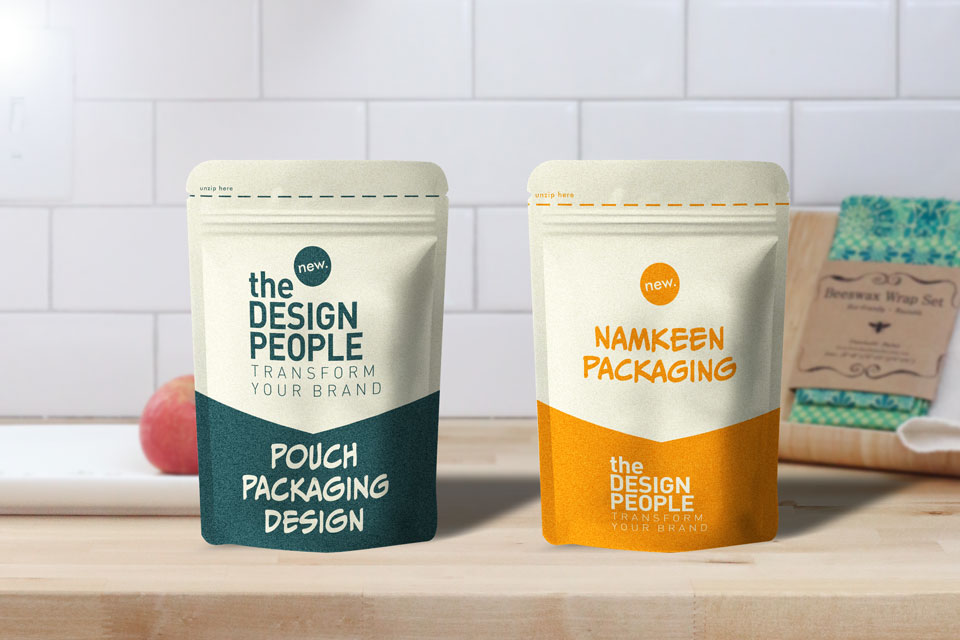 unzip here
new.
the
DESIGN
PEOPLE
TRANSFORM
YOUR BRAND
POUCH
PACKAGING
DESIGN
unzip here
new.
NAMKEEN
PACKAGING
the
DESIGN
PEOPLE
TRANSFORM
YOUR BRAND
Beeswax Wrap Set